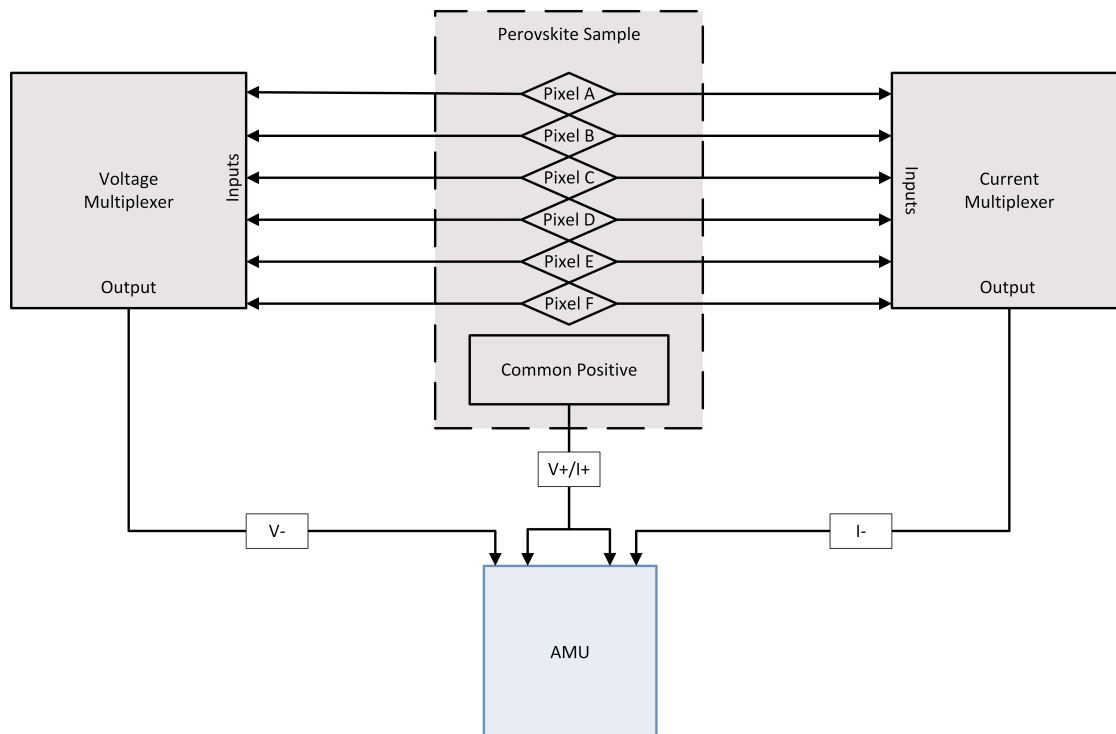 Perovskite Sample
Pixel A
Pixel B
Pixel C
Pixel D
Pixel E
Pixel F
Voltage
Multiplexer
Inputs
Output
Inputs
Current
Multiplexer
Output
Common Positive
V+/I+
V-
I-
AMU